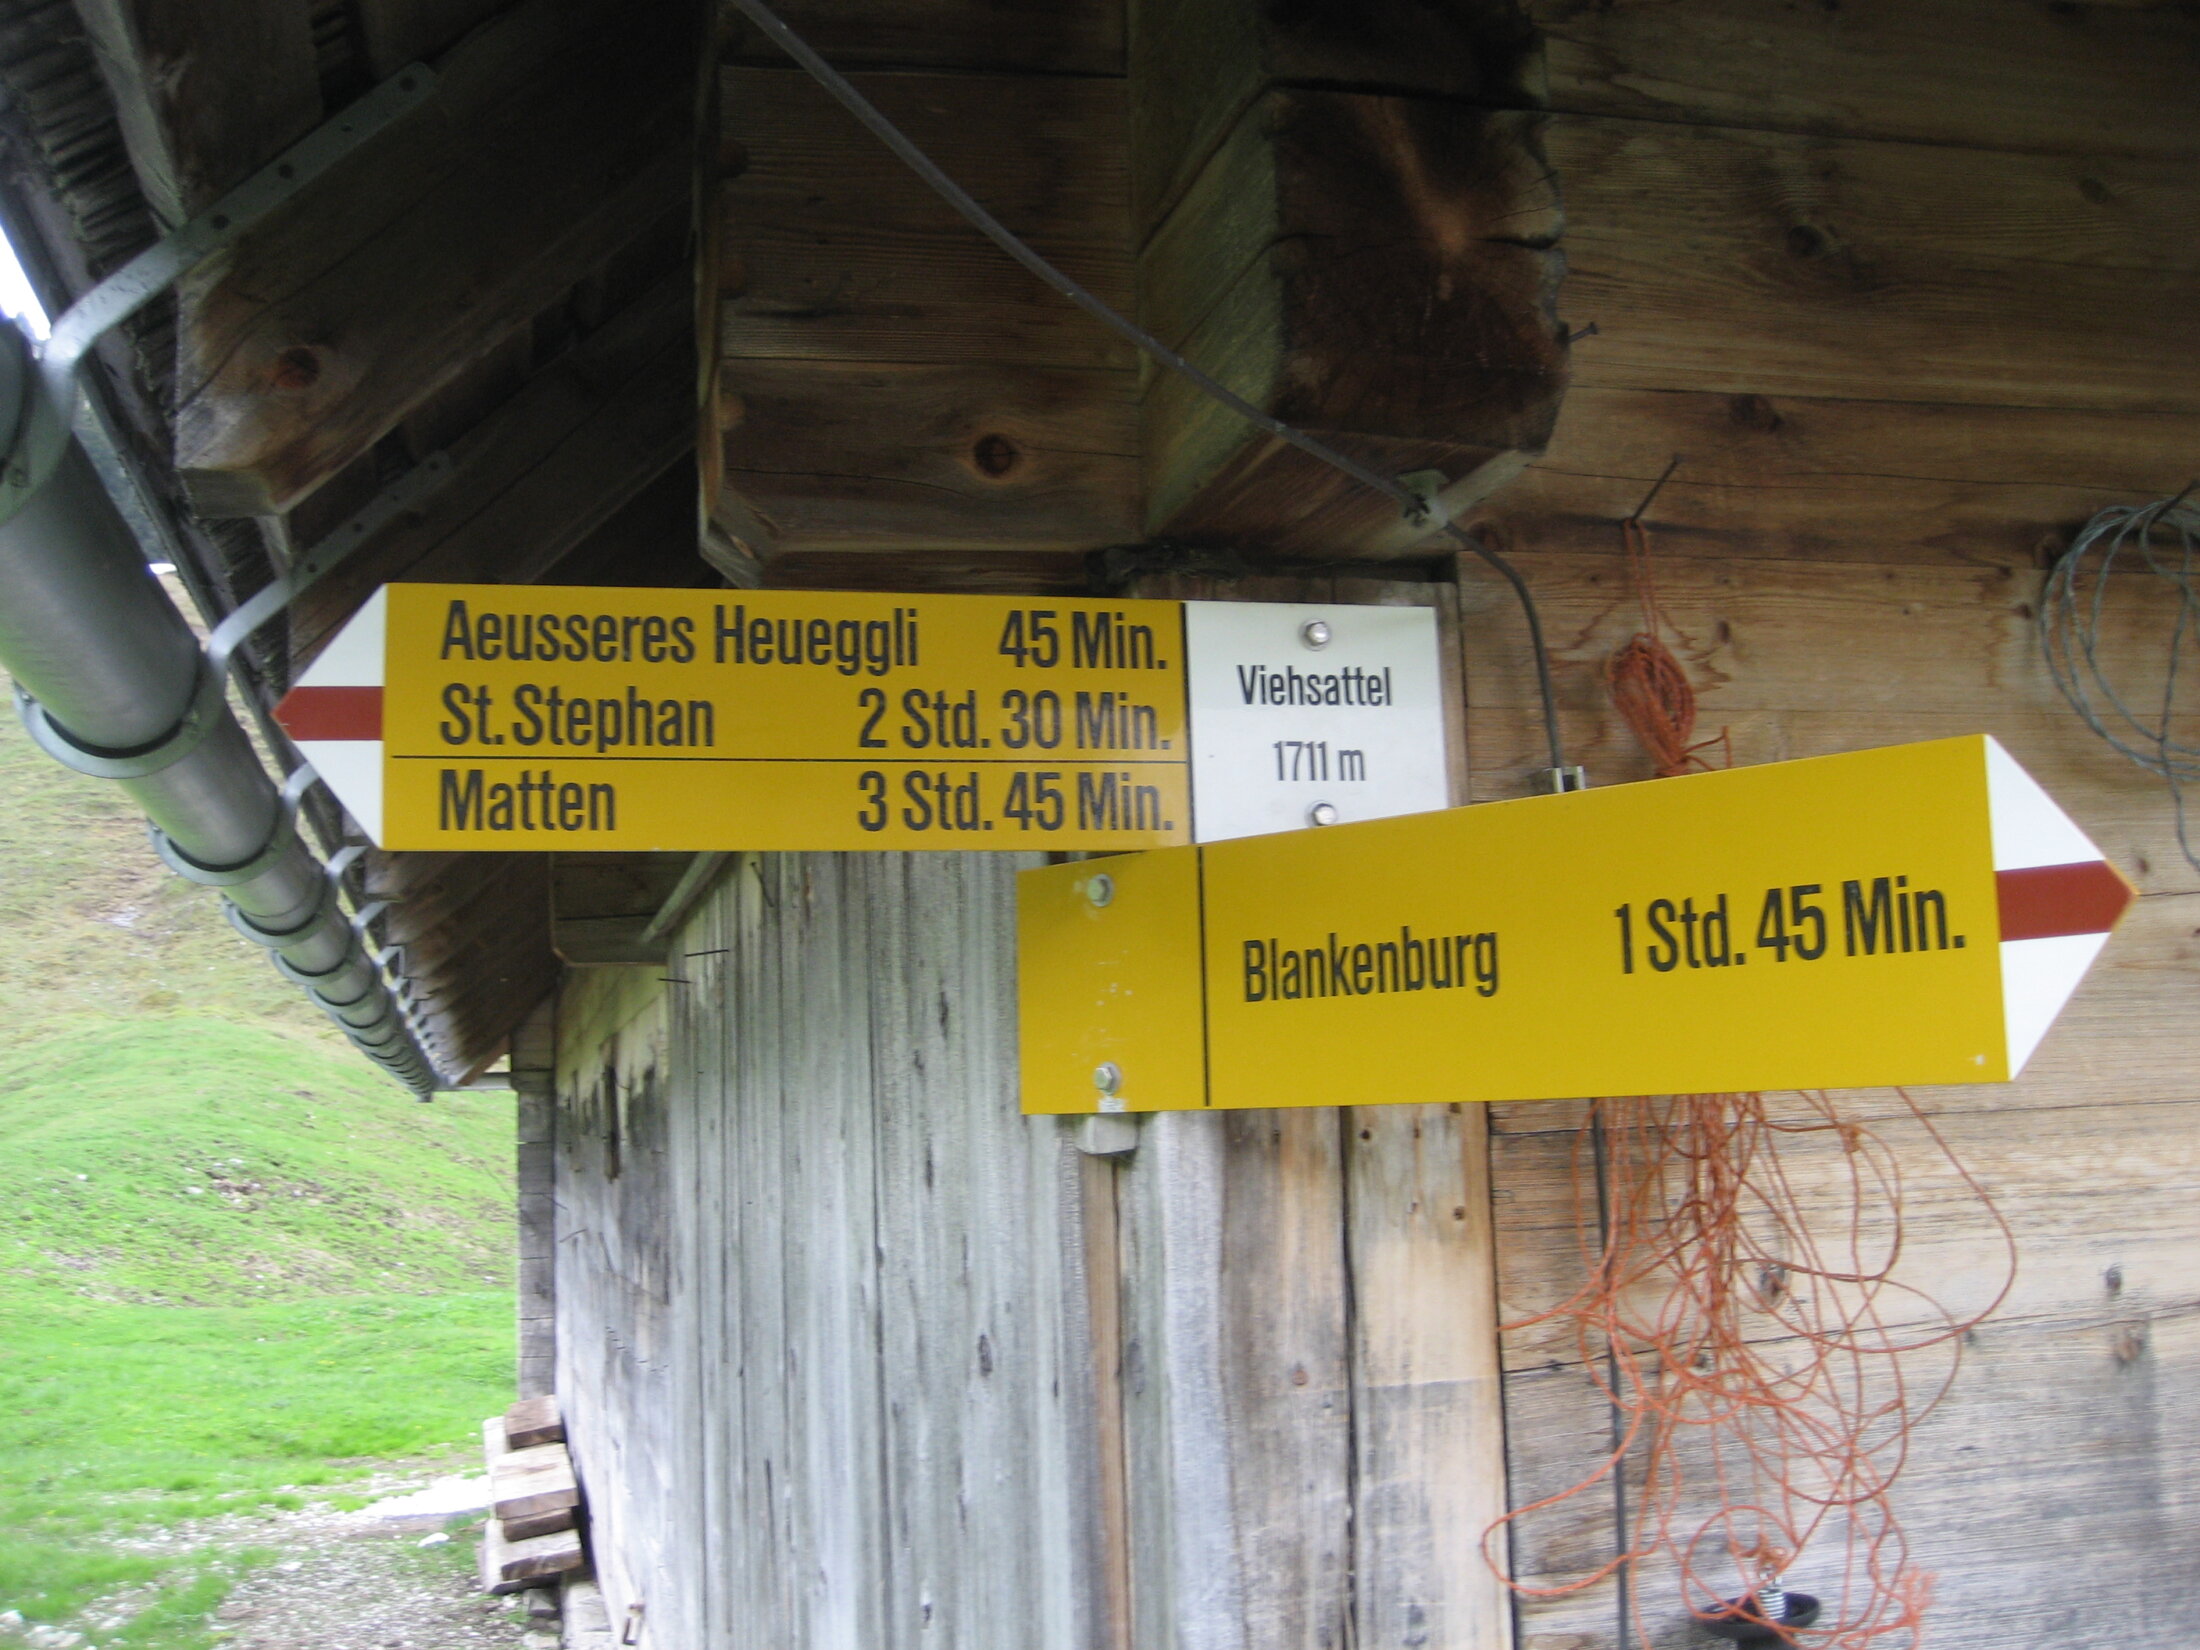 Aeusseres Heueggli 45 Min.
St. Stephan 2 Std. 30 Min.
Matten 3 Std. 45 Min.
Viehsattel
1711 m
Blankenburg 1 Std. 45 Min.